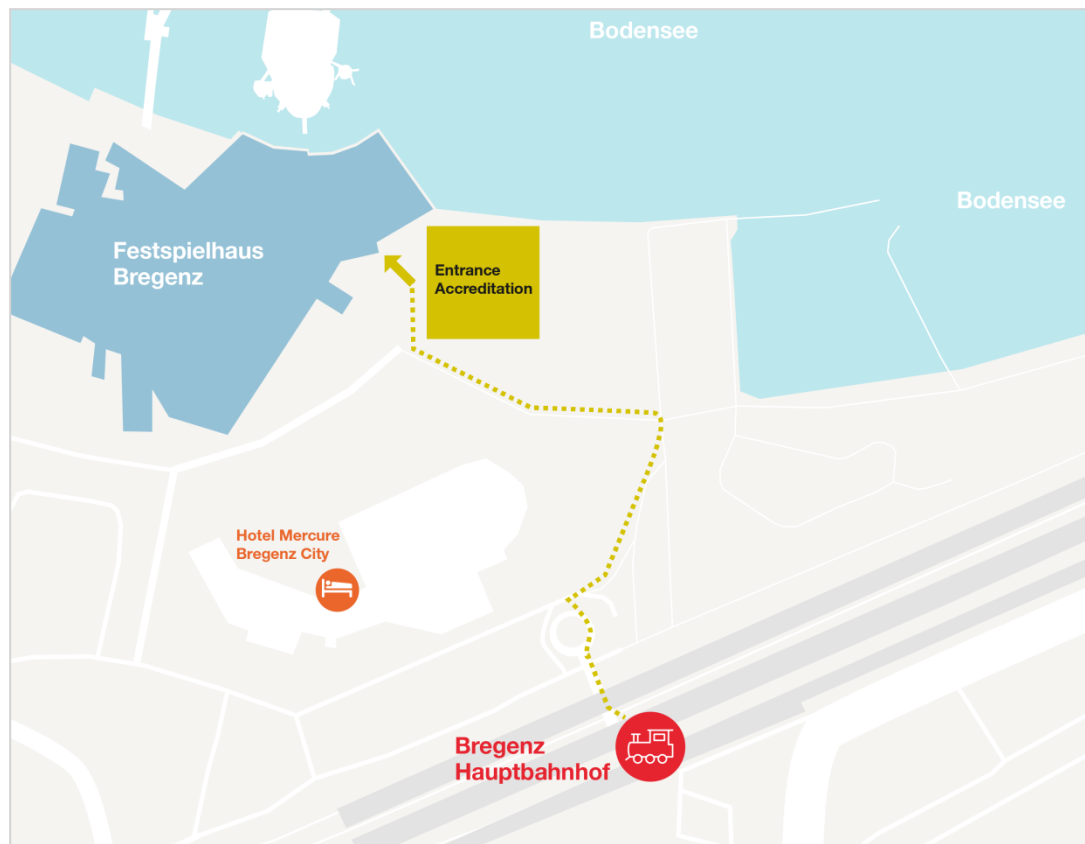 Bodensee
Bodensee
Festspielhaus
Bregenz
Entrance
Accreditation
Hotel Mercure
Bregenz City
Bregenz
Hauptbahnhof